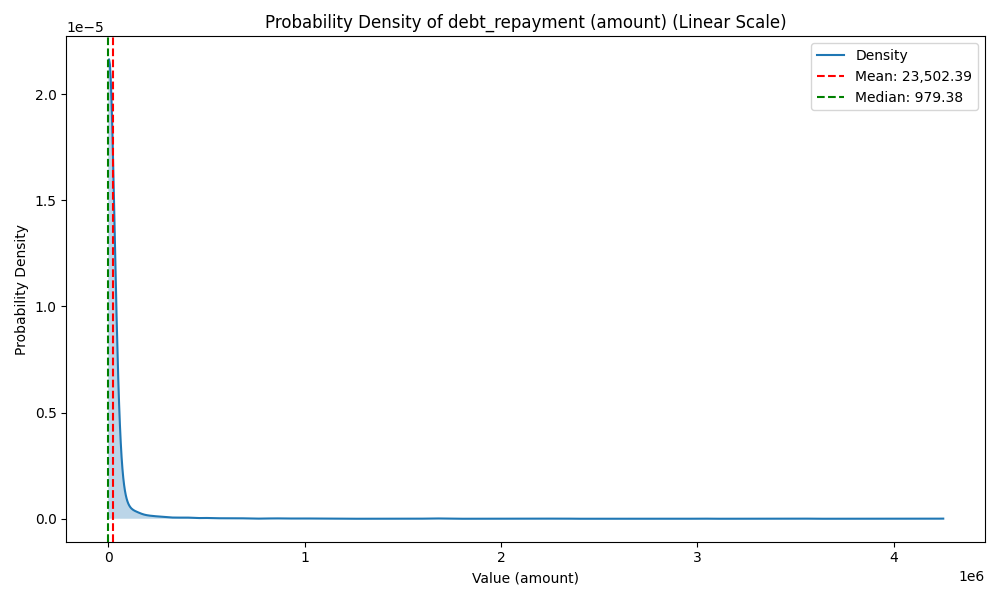 Probability Density of debt_repayment (amount) (Linear Scale)
1e−5
Density
Mean: 23,502.39
Median: 979.38
2.0
1.5
1.0
0.5
0.0
Probability Density
0 1 2 3 4
1e6
Value (amount)